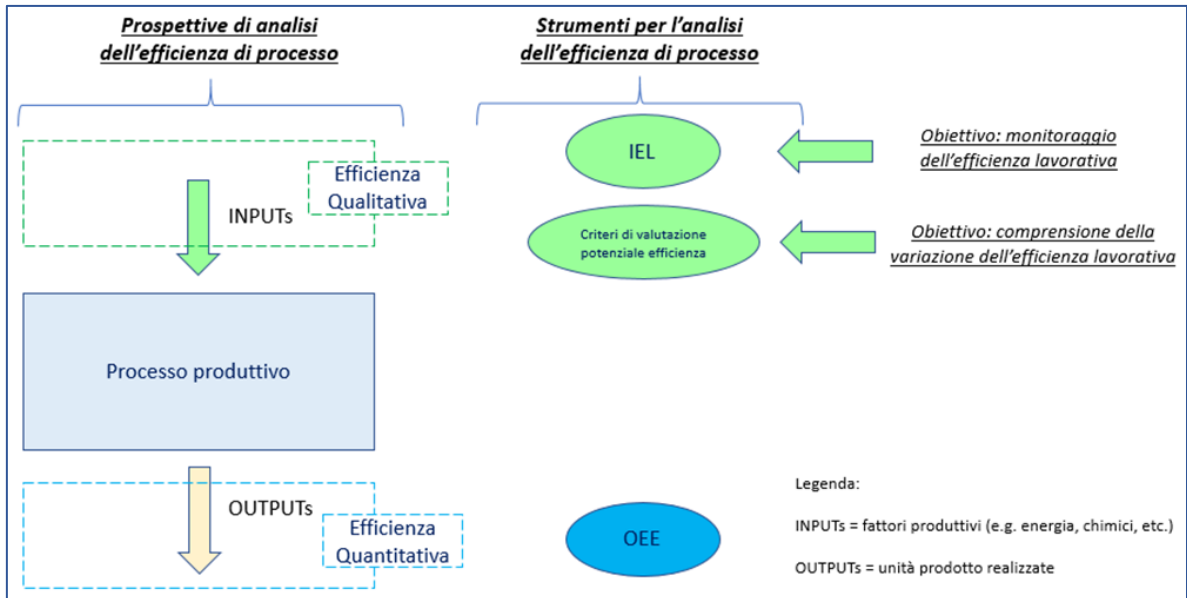 Prospettive di analisi
dell'efficienza di processo
Strumenti per l'analisi
dell'efficienza di processo
IEL
Obiettivo: monitoraggio
dell'efficienza lavorativa
Efficienza
Qualitativa
INPUTs
Criteri di valutazione
potenziale efficienza
Obiettivo: comprensione della
variazione dell'efficienza lavorativa
Processo produttivo
OUTPUTs
Efficienza
Quantitativa
OEE
Legenda:
INPUTs = fattori produttivi (e.g. energia, chimici, etc.)
OUTPUTs = unità prodotto realizzate